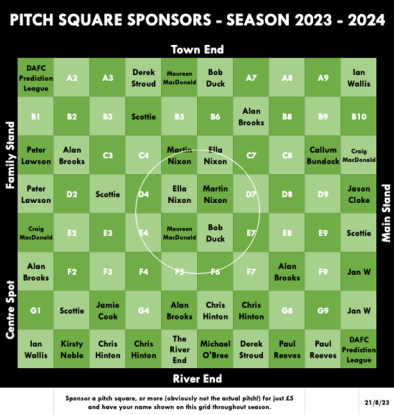 PITCH SQUARE SPONSORS - SEASON 2023 - 2024
Town End
Family Stand
Centre Spot
Main Stand
DAFC Prediction League A2 A3 Derek Stroud Maureen MacDonald Bob Duck A7 A8 A9 Ian Wallis
B1 B2 B3 Scottie B5 B6 Alan Brooks B8 B9 B10
Peter Lawson Alan Brooks C3 C4 Martin Nixon Ella Nixon C7 C8 Callum Bundock Craig MacDonald
Peter Lawson D2 Scottie D4 Ella Nixon Martin Nixon D7 D8 D9 Jason Cloke
Craig MacDonald E2 E3 E4 Maureen MacDonald Bob Duck E7 E8 E9 Scottie
Alan Brooks F2 F3 F4 F5 F6 F7 Alan Brooks F9 Jan W
G1 Scottie Jamie Cook G4 Alan Brooks Chris Hinton Chris Hinton G8 G9 Jan W
Ian Wallis Kirsty Noble Chris Hinton Chris Hinton The River End Michael O'Bree Derek Stroud Paul Reeves Paul Reeves DAFC Prediction League
River End
Sponsor a pitch square, or more (obviously not the actual pitch!) for just £5
and have your name shown on this grid throughout season.
21/8/23